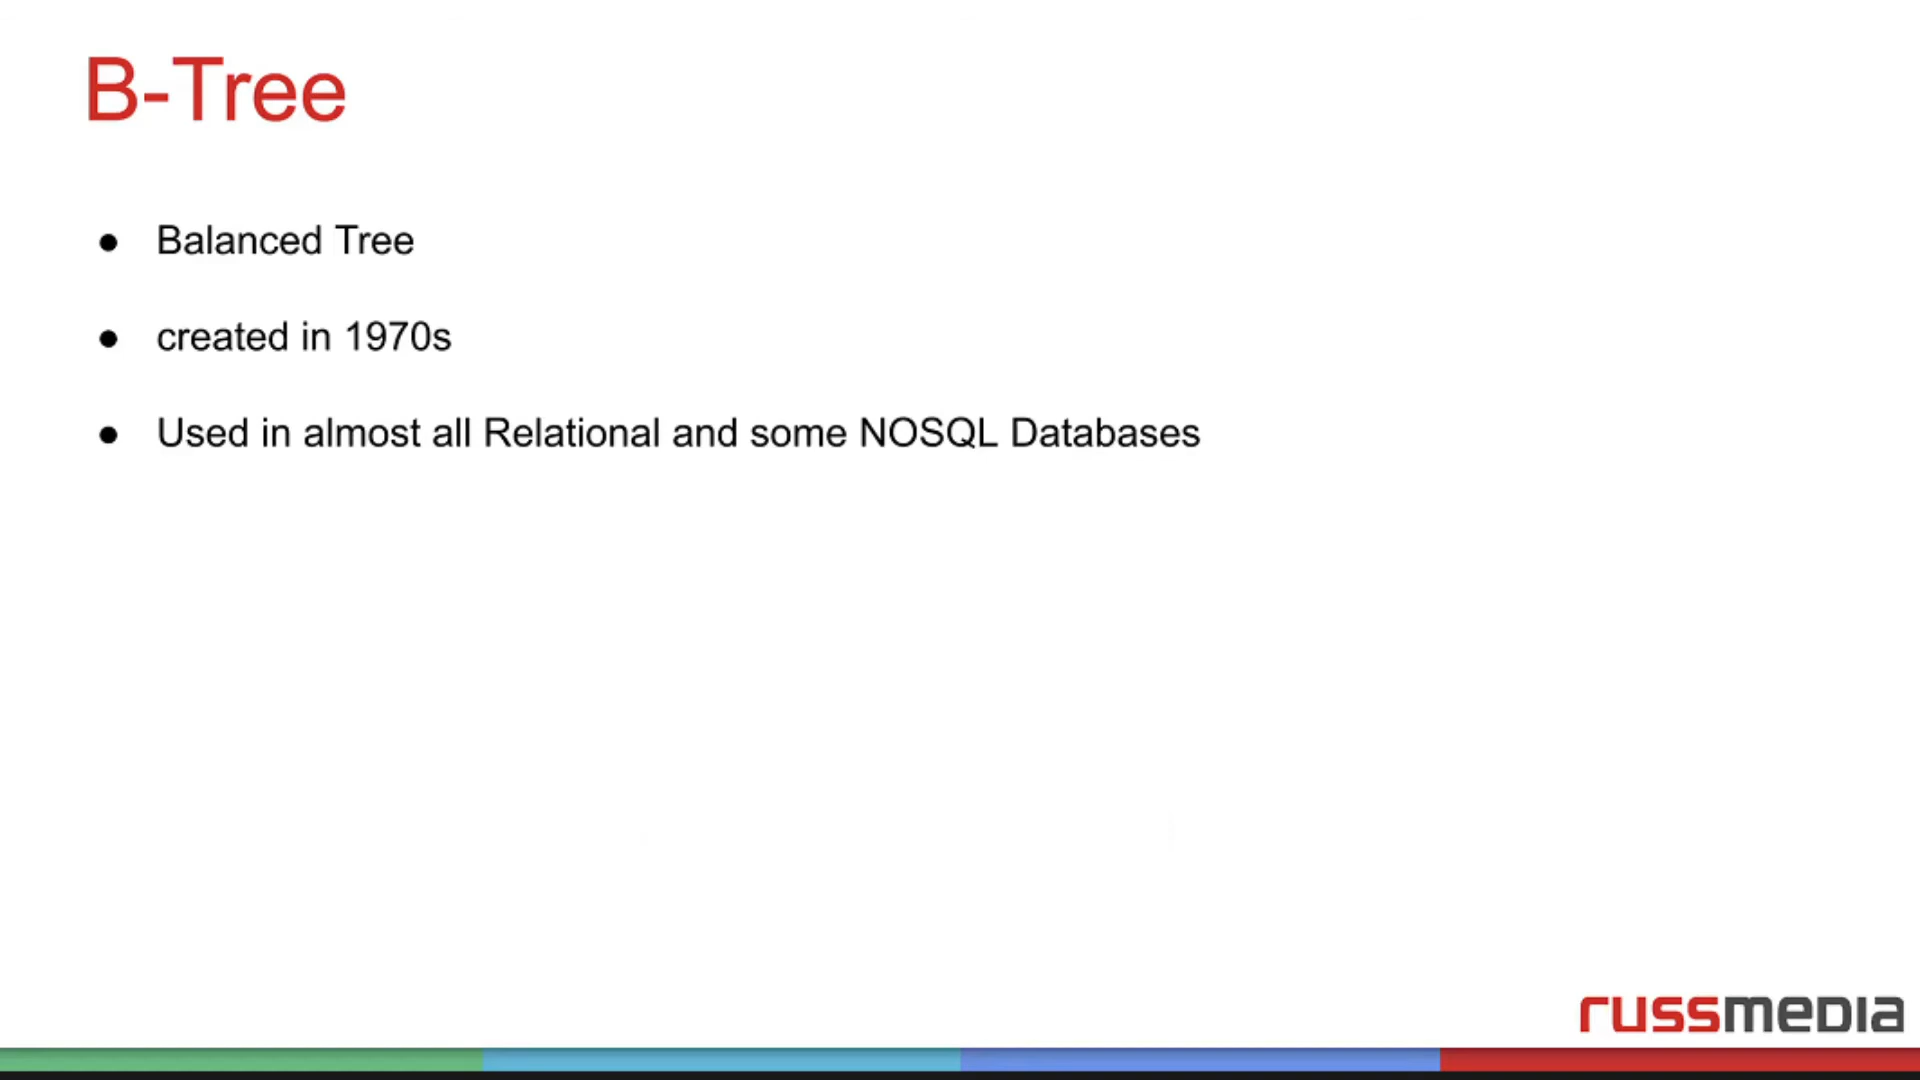 B-Tree
● Balanced Tree
● created in 1970s
● Used in almost all Relational and some NOSQL Databases
russmedia